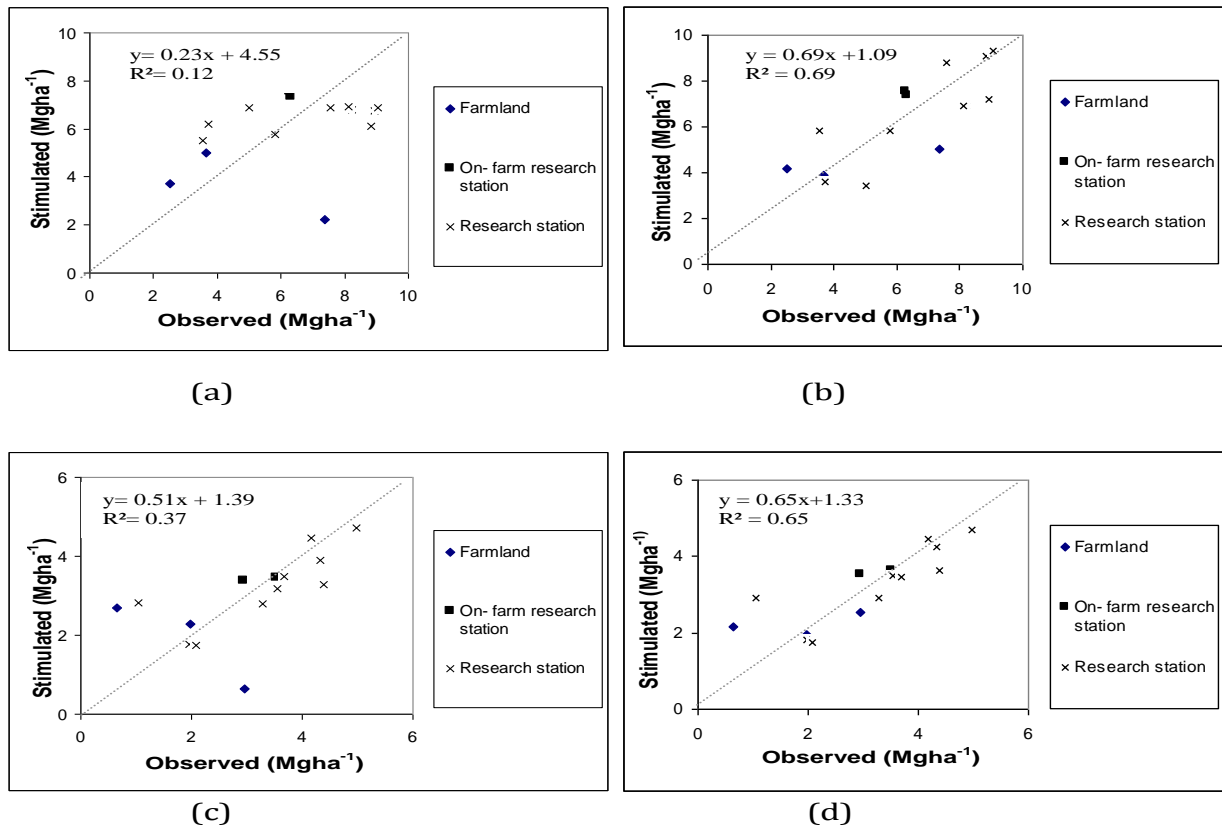 y= 0.23x + 4.55
R²= 0.12
10
8
6
4
2
0
0 2 4 6 8 10
Stimulated (Mgha⁻¹)
Observed (Mgha⁻¹)
Farmland
On- farm research
station
Research station
(a)
y = 0.69x +1.09
R² = 0.69
10
8
6
4
2
0
0 2 4 6 8 10
Stimulated (Mgha⁻¹)
Observed (Mgha⁻¹)
Farmland
On- farm research
station
Research station
(b)
y= 0.51x + 1.39
R²= 0.37
6
4
2
0
0 2 4 6
Stimulated (Mgha⁻¹)
Observed (Mgha⁻¹)
Farmland
On- farm research
station
Research station
(c)
y = 0.65x+1.33
R² = 0.65
6
4
2
0
0 2 4 6
Stimulated (Mgha⁻¹⁾
Observed (Mgha⁻¹)
Farmland
On- farm research
station
Research station
(d)